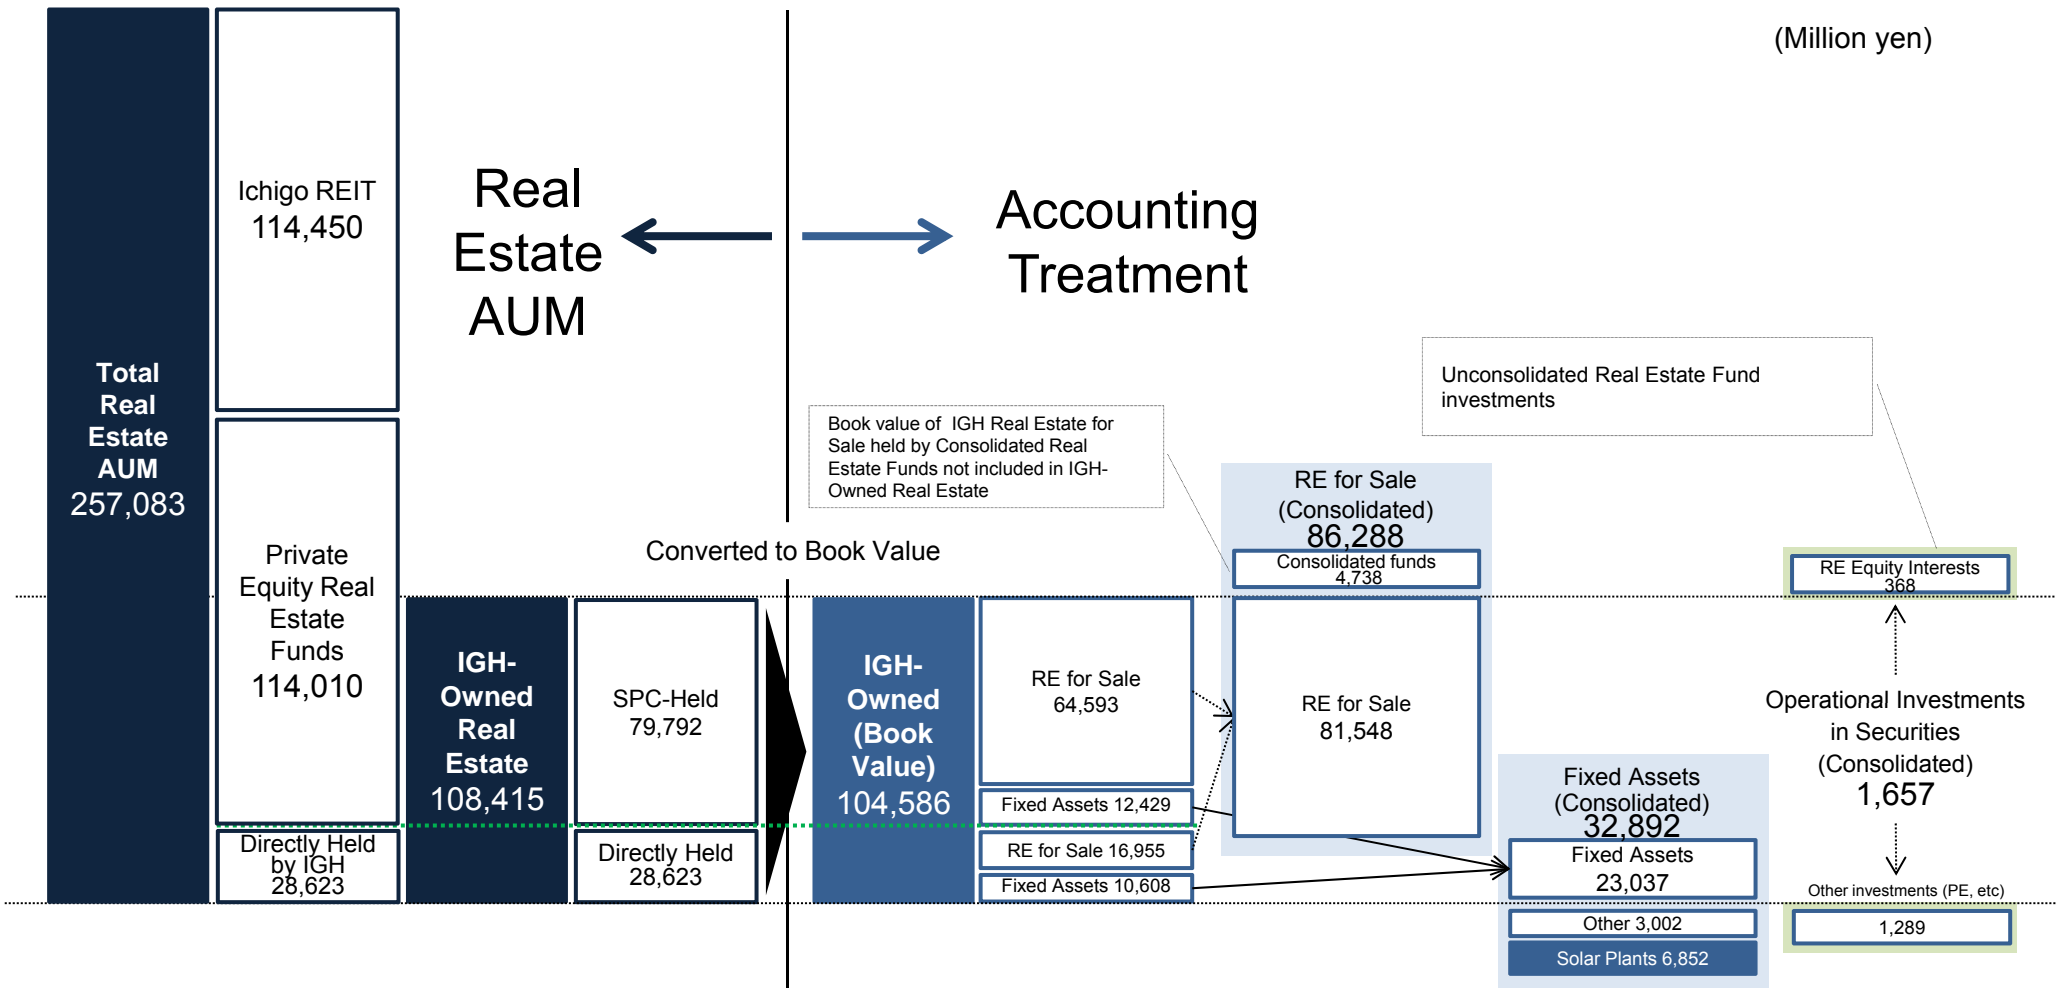 (Million yen)
Total
Real
Estate
AUM
257,083
Ichigo REIT
114,450
Private
Equity Real
Estate
Funds
114,010
Directly Held
by IGH
28,623
Real
Estate
AUM
Accounting
Treatment
Converted to Book Value
IGH-
Owned
Real
Estate
108,415
SPC-Held
79,792
Directly Held
28,623
IGH-
Owned
(Book
Value)
104,586
RE for Sale
64,593
Fixed Assets 12,429
RE for Sale 16,955
Fixed Assets 10,608
Book value of  IGH Real Estate for
Sale held by Consolidated Real
Estate Funds not included in IGH-
Owned Real Estate
RE for Sale
(Consolidated)
86,288
Consolidated funds
4,738
RE for Sale
81,548
Fixed Assets
(Consolidated)
32,892
Fixed Assets
23,037
Other 3,002
Solar Plants 6,852
Unconsolidated Real Estate Fund
investments
RE Equity Interests
368
Operational Investments
in Securities
(Consolidated)
1,657
Other investments (PE, etc)
1,289